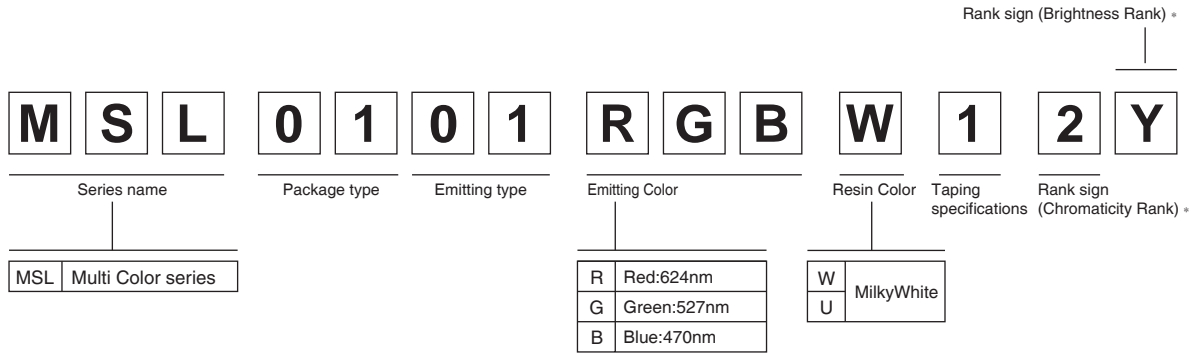 Rank sign (Brightness Rank) *
M S L 0 1 0 1 R G B W 1 2 Y
Series name
Package type
Emitting type
Emitting Color
Resin Color
Taping
specifications
Rank sign
(Chromaticity Rank) *
MSL Multi Color series
R Red:624nm
G Green:527nm
B Blue:470nm
W
U
MilkyWhite